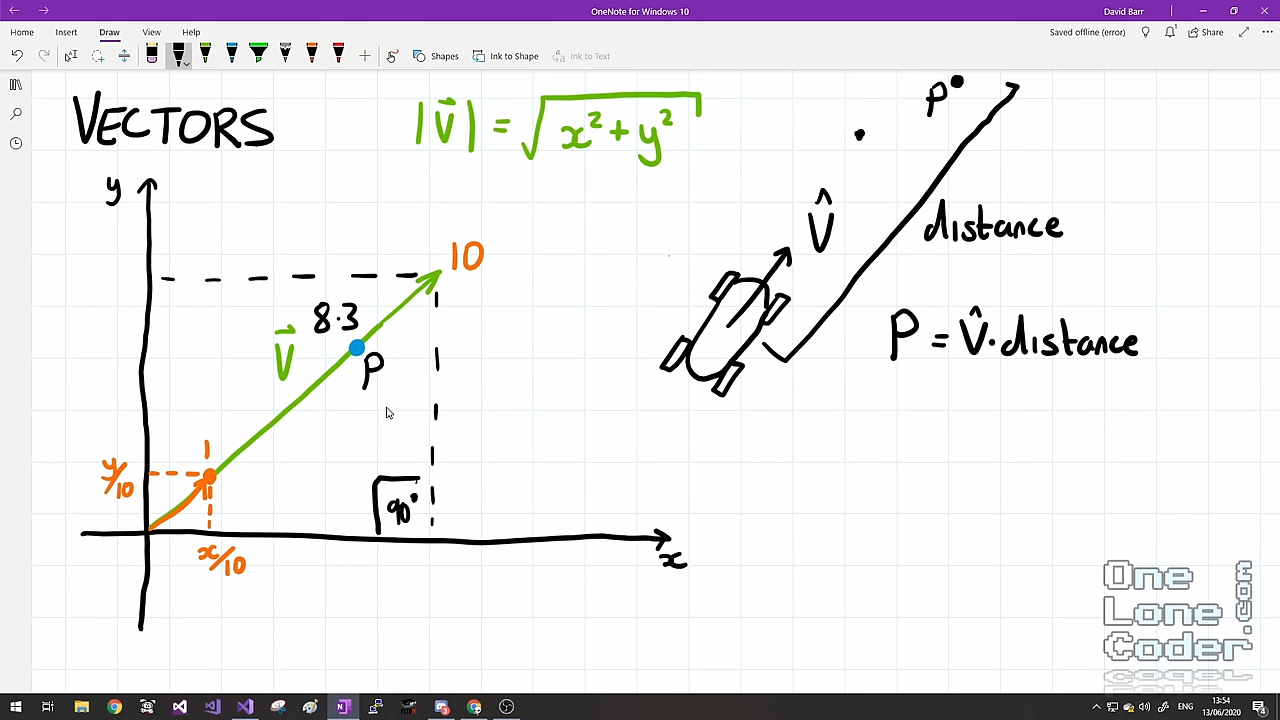 OneNote for Windows 10
David Barr
Home Insert Draw View Help
Saved offline (error) Share
Shapes Ink to Shape Ink to Text
VECTORS
|V⃗| = √x² + y²
P
y
V̂
distance
10
8·3
V⃗
P
P = V̂·distance
1
y/10
90°
x/10
x
One
Lone
Coder
.com
13:54
13/06/2020